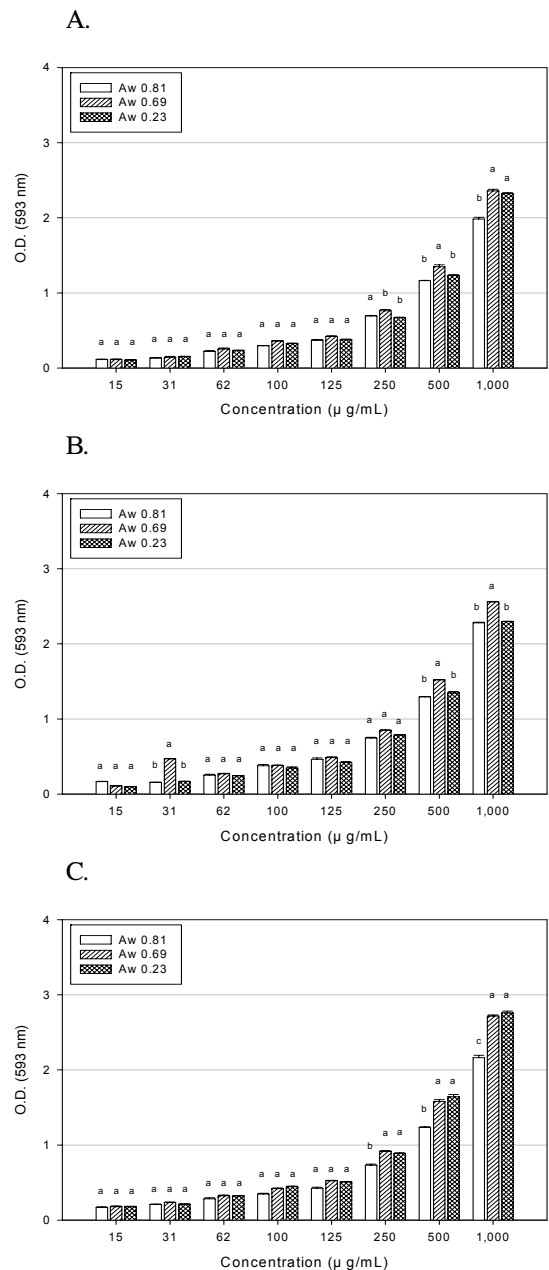 A.
4
Aw 0.81
Aw 0.69
Aw 0.23
3
a a
b
2
a
b b
1
a b b
a a a a a a a a a a a a a a a
0
15 31 62 100 125 250 500 1,000
O.D. (593 nm)
Concentration (µ g/mL)
B.
4
Aw 0.81
Aw 0.69
Aw 0.23
3
a
b b
2
a
b b
1
a a a
a a a a a a a a a a
a a a b b
0
15 31 62 100 125 250 500 1,000
O.D. (593 nm)
Concentration (µ g/mL)
C.
4
Aw 0.81
Aw 0.69
Aw 0.23
3
a a
c
2
a a
b
1
a a
b
a a a a a a a a a a a a a a a
0
15 31 62 100 125 250 500 1,000
O.D. (593 nm)
Concentration (µ g/mL)